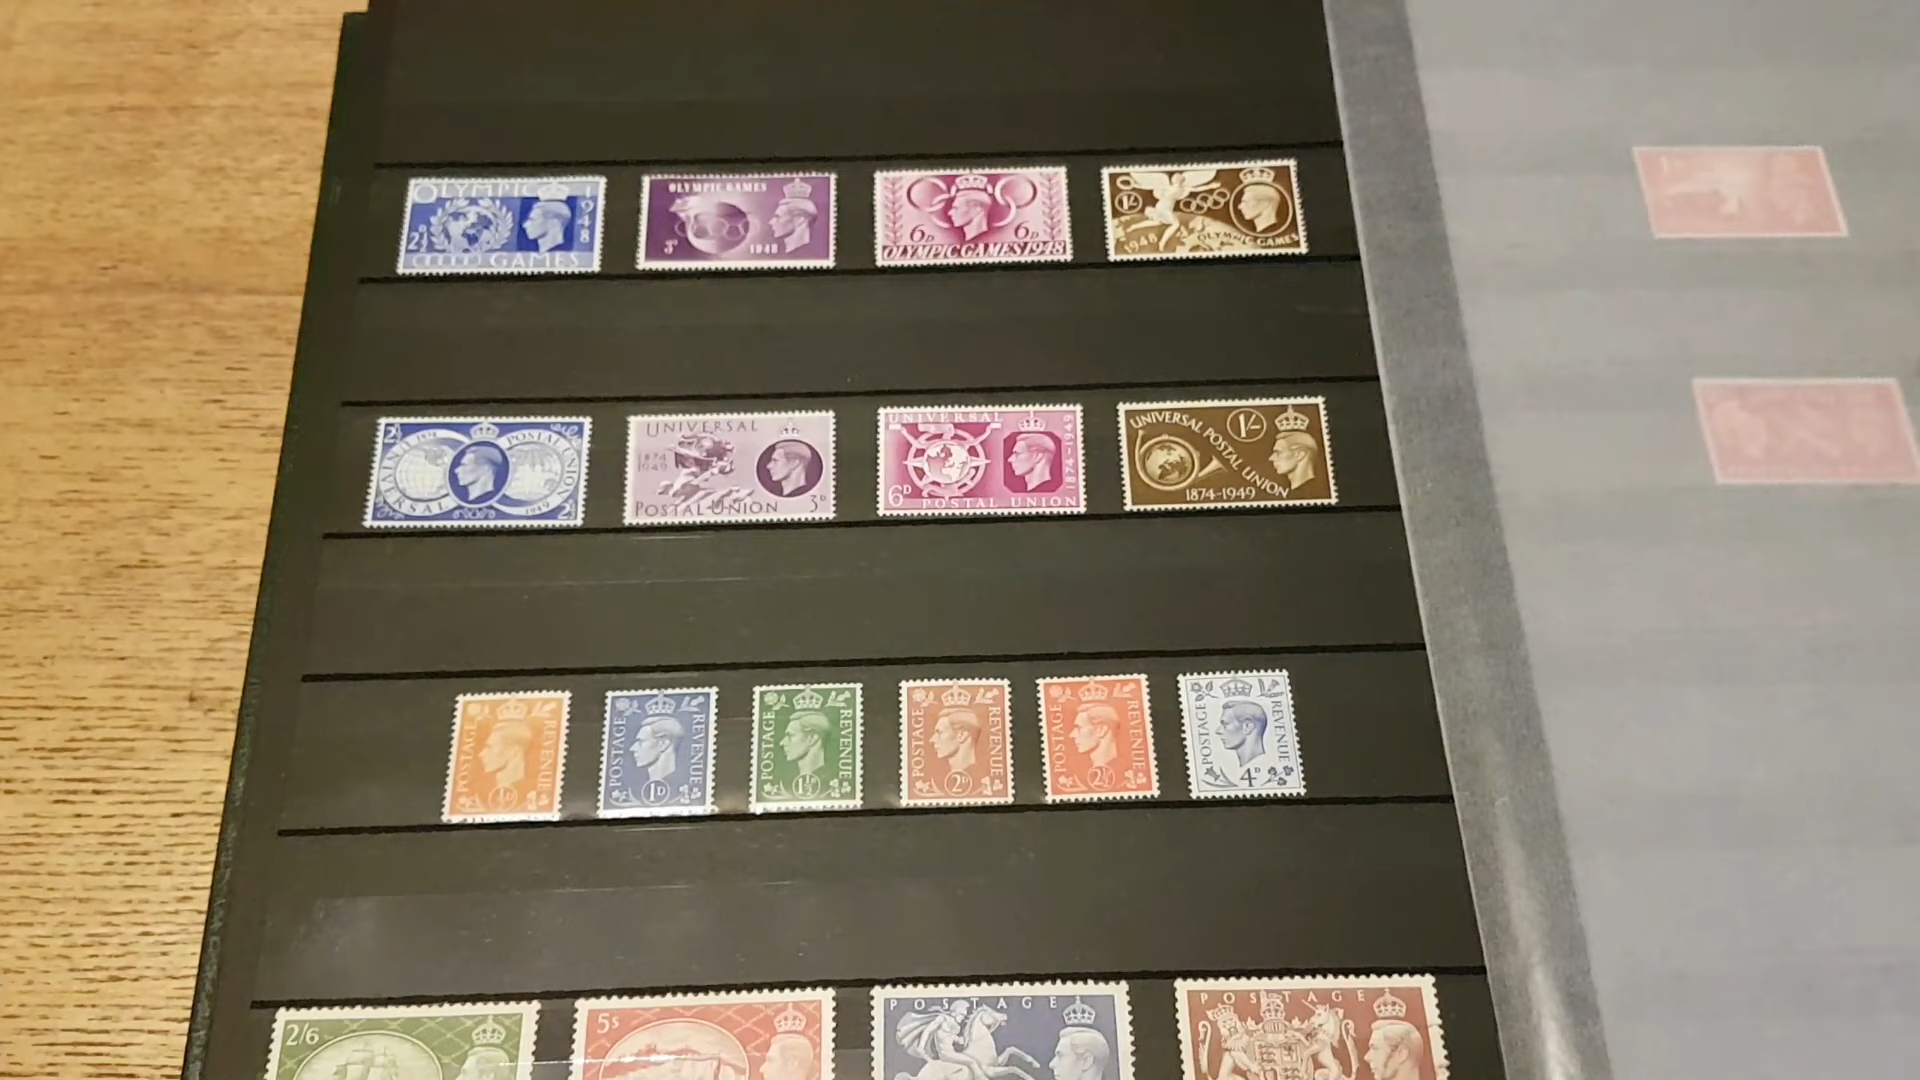 OLYMPIC
1948
2½D
GAMES
OLYMPIC GAMES
3D
1948
6D 6D
OLYMPIC GAMES 1948
1/-
1948 OLYMPIC GAMES
2½
POSTAL UNION
1949
2½
UNIVERSAL
1874
1949
POSTAL UNION 3D
UNIVERSAL
1874-1949
6D
POSTAL UNION
UNIVERSAL POSTAL UNION
1/-
1874-1949
POSTAGE REVENUE
½D
POSTAGE REVENUE
1D
POSTAGE REVENUE
1½D
POSTAGE REVENUE
2D
POSTAGE REVENUE
2½D
POSTAGE REVENUE
4D
2/6
5s
POSTAGE
POSTAGE